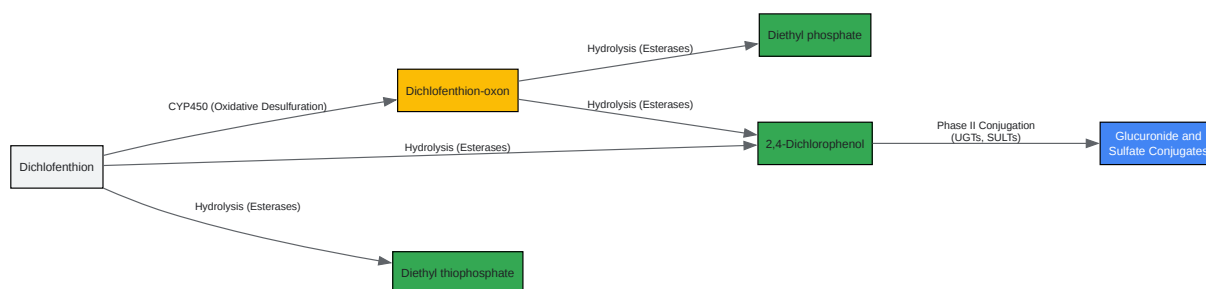 Diethyl phosphate
Hydrolysis (Esterases)
Dichlofenthion-oxon
CYP450 (Oxidative Desulfuration)
Hydrolysis (Esterases)
Phase II Conjugation
(UGTs, SULTs)
Glucuronide and
Sulfate Conjugates
2,4-Dichlorophenol
Hydrolysis (Esterases)
Dichlofenthion
Hydrolysis (Esterases)
Diethyl thiophosphate